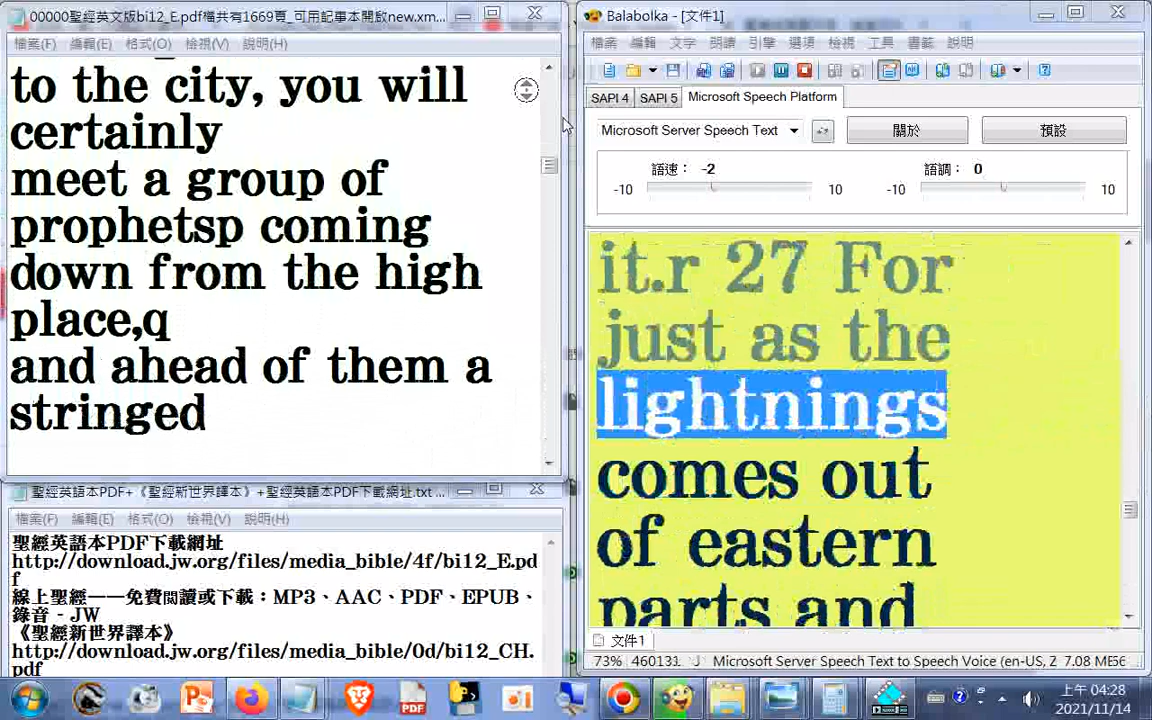 00000聖經英文版bi12_E.pdf檔共有1669頁_可用記事本開啟new.xm...
檔案(F) 編輯(E) 格式(O) 檢視(V) 說明(H)
to the city, you will
certainly
meet a group of
prophetsp coming
down from the high
place,q
and ahead of them a
stringed
聖經英語本PDF+《聖經新世界譯本》+聖經英語本PDF下載網址.txt ...
檔案(F) 編輯(E) 格式(O) 檢視(V) 說明(H)
聖經英語本PDF下載網址
http://download.jw.org/files/media_bible/4f/bi12_E.pd
f
線上聖經——免費閱讀或下載：MP3、AAC、PDF、EPUB、
錄音 - JW
《聖經新世界譯本》
http://download.jw.org/files/media_bible/0d/bi12_CH.
pdf
Balabolka - [文件1]
檔案 編輯 文字 朗讀 引擎 選項 檢視 工具 書籤 說明
SAPI 4 SAPI 5 Microsoft Speech Platform
Microsoft Server Speech Text 關於 預設
語速： -2 語調： 0
-10 10 -10 10
it.r 27 For
just as the
lightnings
comes out
of eastern
parts and
文件1
73% Microsoft Server Speech Text to Speech Voice (en-US, Z 7.08 МБ
上午 04:28
2021/11/14